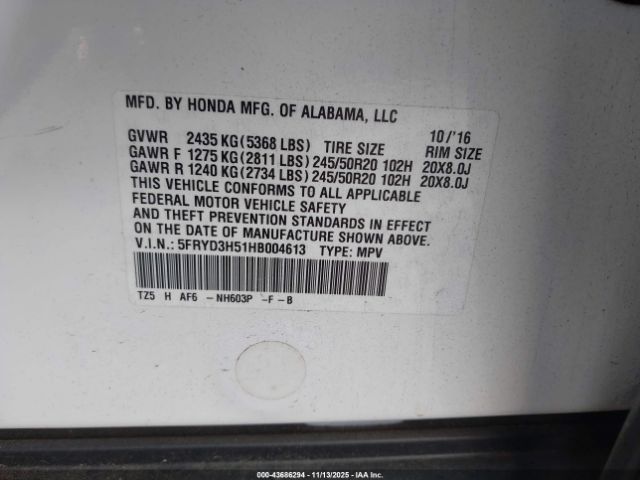 MFD. BY HONDA MFG. OF ALABAMA, LLC
10/'16
GVWR 2435 KG(5368 LBS) TIRE SIZE RIM SIZE
GAWR F 1275 KG(2811 LBS) 245/50R20 102H 20X8.0J
GAWR R 1240 KG(2734 LBS) 245/50R20 102H 20X8.0J
THIS VEHICLE CONFORMS TO ALL APPLICABLE
FEDERAL MOTOR VEHICLE SAFETY
AND THEFT PREVENTION STANDARDS IN EFFECT
ON THE DATE OF MANUFACTURE SHOWN ABOVE.
V.I.N.: 5FRYD3H51HB004613 TYPE: MPV
TZ5 H AF6 -NH603P -F -B
000-43686294 - 11/13/2025 - IAA Inc.